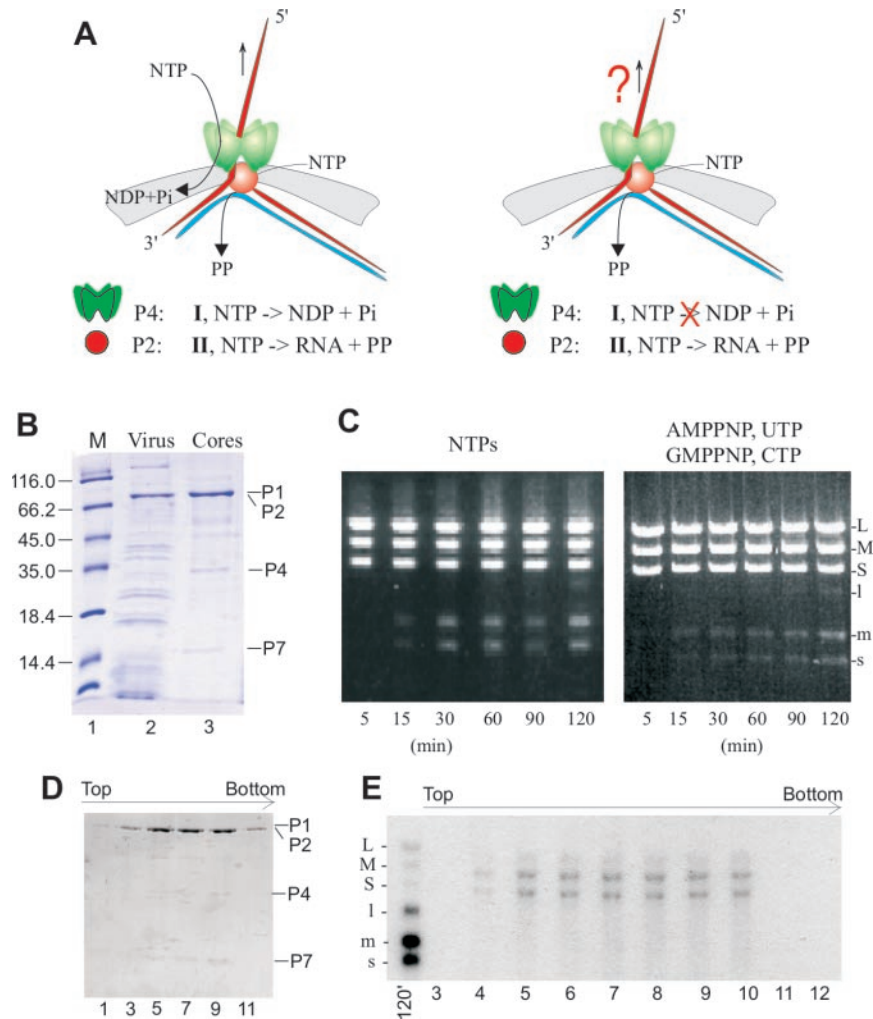 A
5' 5'
NTP
?
NTP NTP
NDP+Pi
3' 3'
PP PP
P4: I, NTP -> NDP + Pi P4: I, NTP -> NDP + Pi
P2: II, NTP -> RNA + PP P2: II, NTP -> RNA + PP
B
M Virus Cores
116.0
66.2
45.0
35.0
18.4
14.4
P1
P2
P4
P7
1 2 3
C
NTPs
AMPPNP, UTP
GMPPNP, CTP
-L
-M
-S
-l
-m
-s
5 15 30 60 90 120 5 15 30 60 90 120
(min) (min)
D
Top Bottom
P1
P2
P4
P7
1 3 5 7 9 11
E
Top Bottom
L -
M -
S -
l -
m -
s -
120' 3 4 5 6 7 8 9 10 11 12